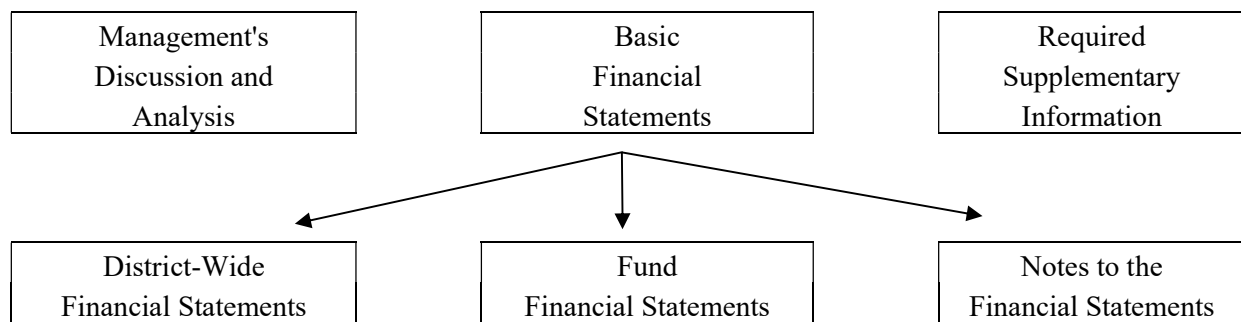 Management's
Discussion and
Analysis
Basic
Financial
Statements
Required
Supplementary
Information
District-Wide
Financial Statements
Fund
Financial Statements
Notes to the
Financial Statements